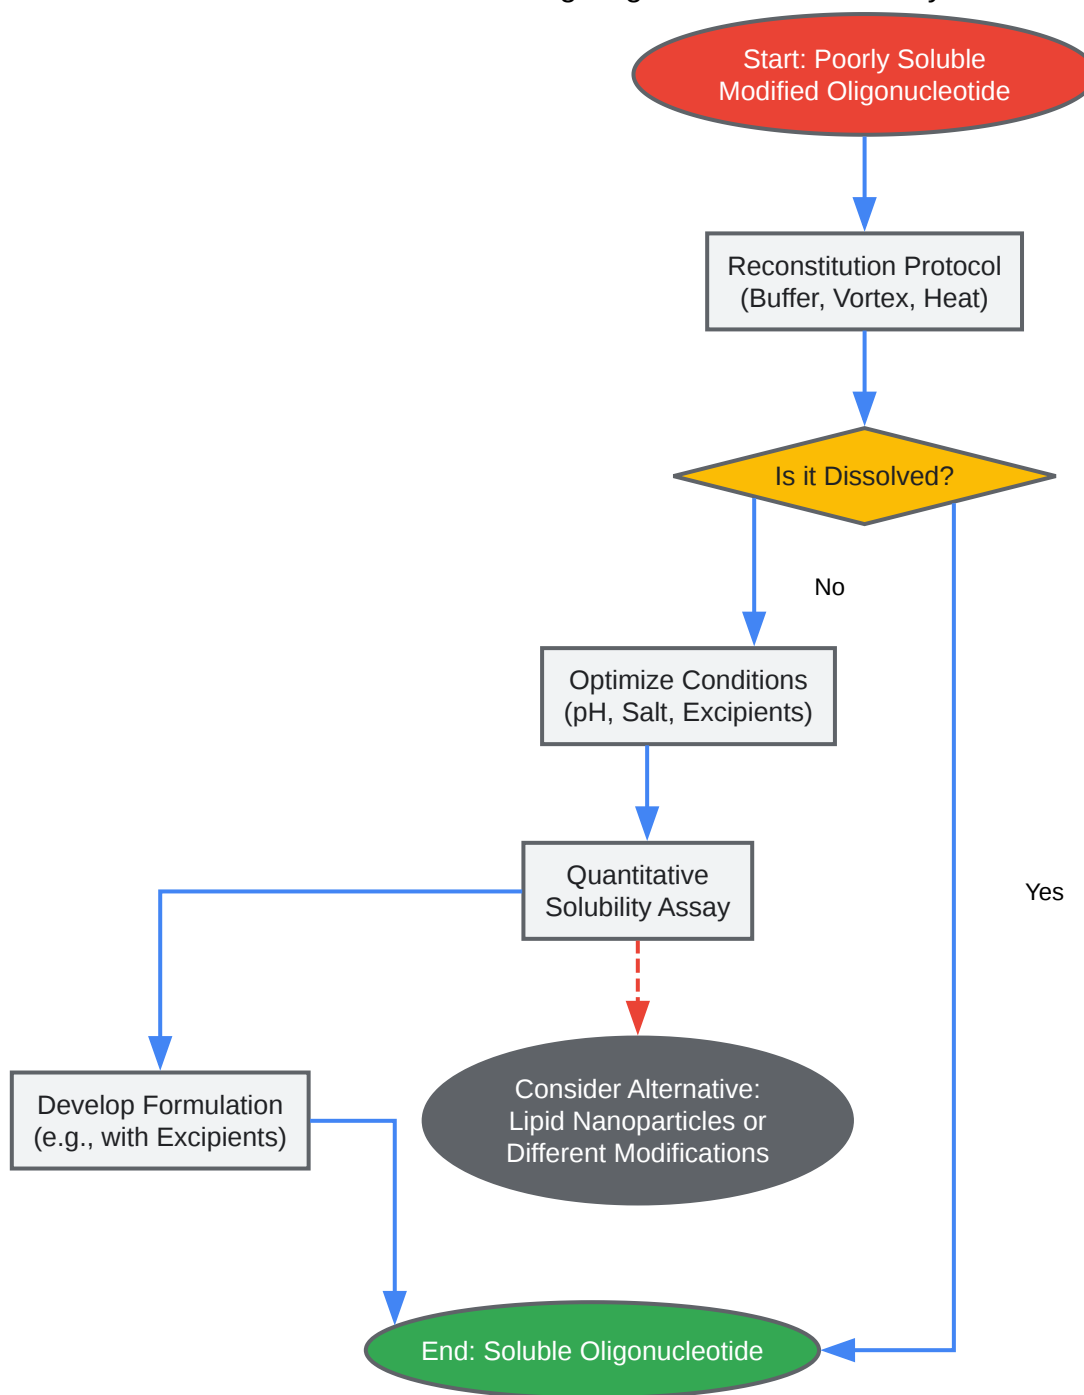 Start: Poorly Soluble
Modified Oligonucleotide
Reconstitution Protocol
(Buffer, Vortex, Heat)
Is it Dissolved?
No
Optimize Conditions
(pH, Salt, Excipients)
Quantitative
Solubility Assay
Yes
Develop Formulation
(e.g., with Excipients)
Consider Alternative:
Lipid Nanoparticles or
Different Modifications
End: Soluble Oligonucleotide